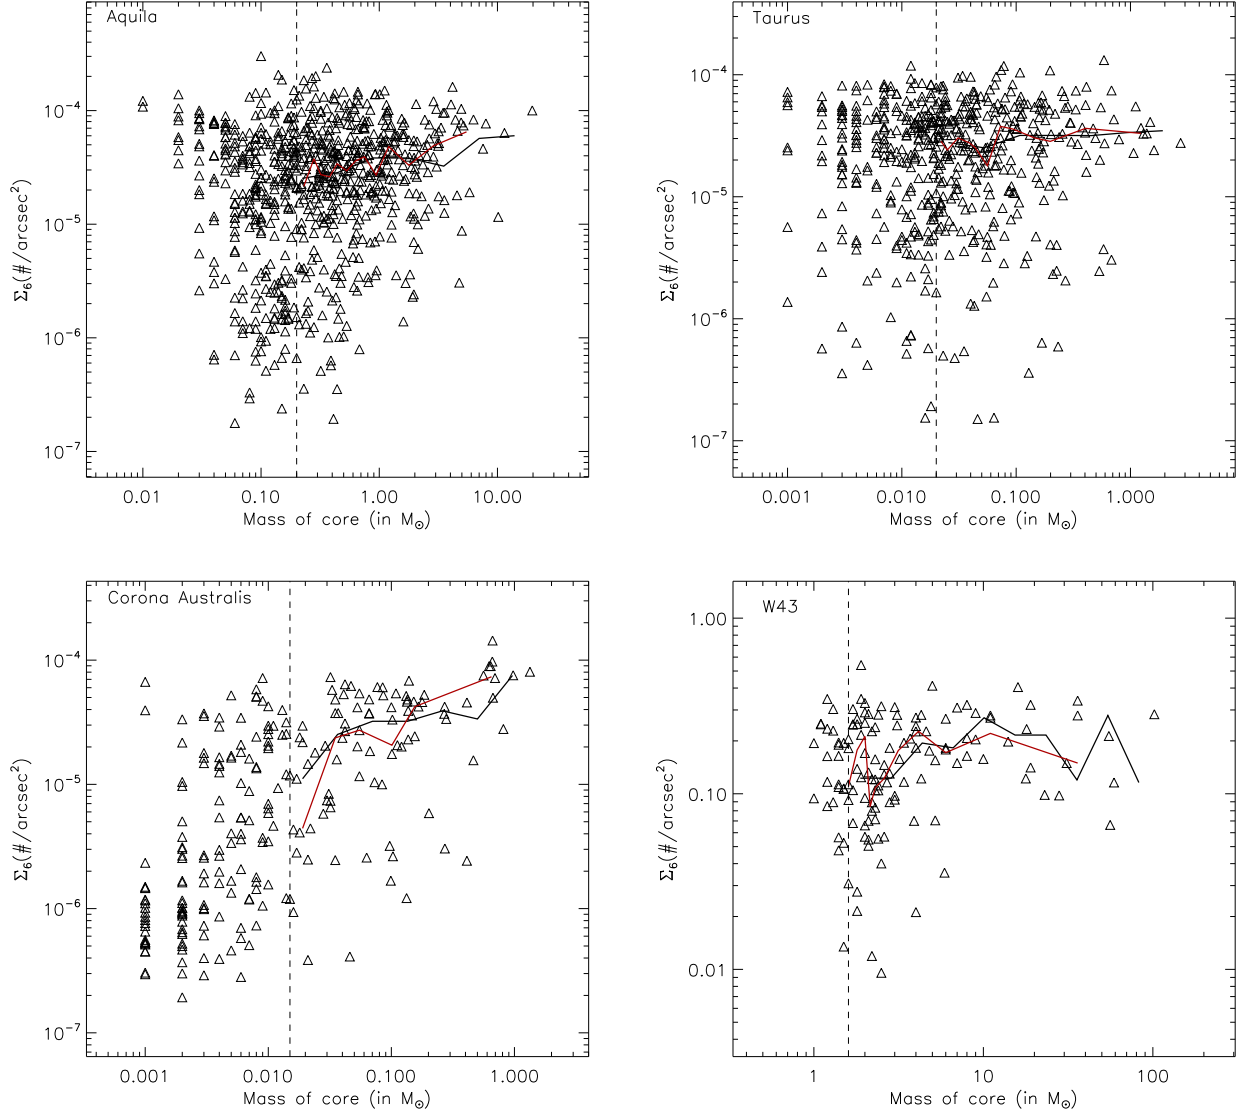 Aquila
10⁻⁴
10⁻⁵
10⁻⁶
10⁻⁷
Σ₆(#/arcsec²)
0.01 0.10 1.00 10.00
Mass of core (in M⊙)
Taurus
10⁻⁴
10⁻⁵
10⁻⁶
10⁻⁷
Σ₆(#/arcsec²)
0.001 0.010 0.100 1.000
Mass of core (in M⊙)
Corona Australis
10⁻⁴
10⁻⁵
10⁻⁶
10⁻⁷
Σ₆(#/arcsec²)
0.001 0.010 0.100 1.000
Mass of core (in M⊙)
W43
1.00
0.10
0.01
Σ₆(#/arcsec²)
1 10 100
Mass of core (in M⊙)